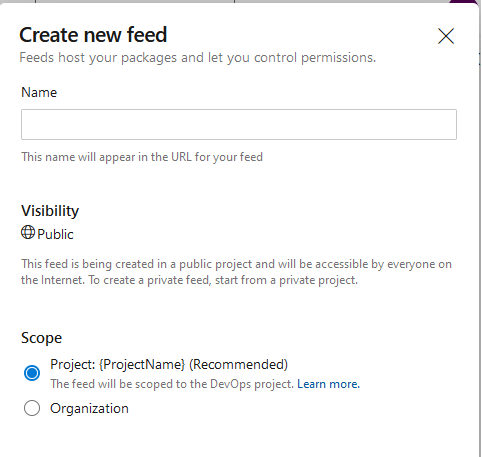 Create new feed
Feeds host your packages and let you control permissions.
Name
This name will appear in the URL for your feed
Visibility
Public
This feed is being created in a public project and will be accessible by everyone on
the Internet. To create a private feed, start from a private project.
Scope
Project: {ProjectName} (Recommended)
The feed will be scoped to the DevOps project. Learn more.
Organization